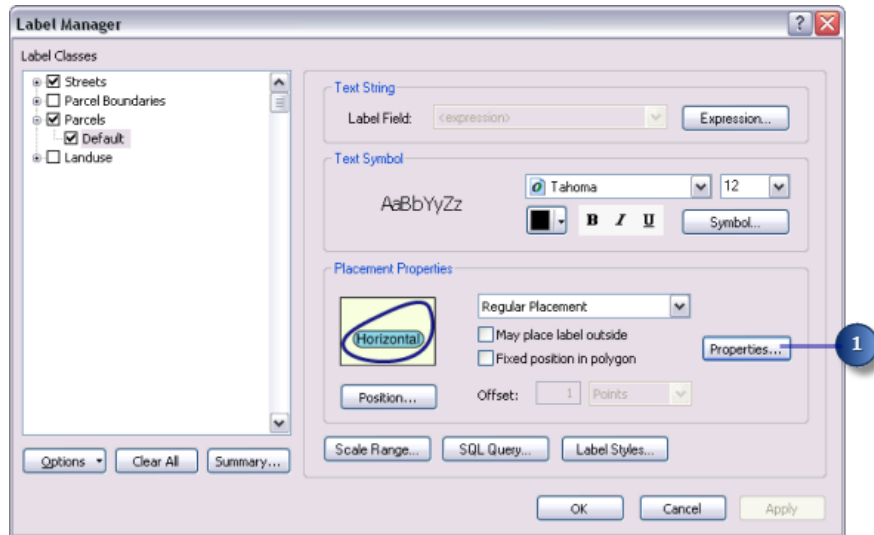 Label Manager
Label Classes
Streets
Parcel Boundaries
Parcels
Default
Landuse
Options
Clear All
Summary...
Text String
Label Field:
<expression>
Expression...
Text Symbol
AaBbYyZz
Tahoma
12
B I U
Symbol...
Placement Properties
Horizontal
Regular Placement
May place label outside
Fixed position in polygon
Properties...
1
Position...
Offset:
1
Points
Scale Range...
SQL Query...
Label Styles...
OK
Cancel
Apply